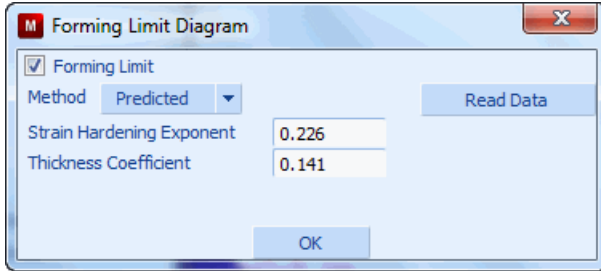 M Forming Limit Diagram
x
Forming Limit
Method Predicted Read Data
Strain Hardening Exponent 0.226
Thickness Coefficient 0.141
OK